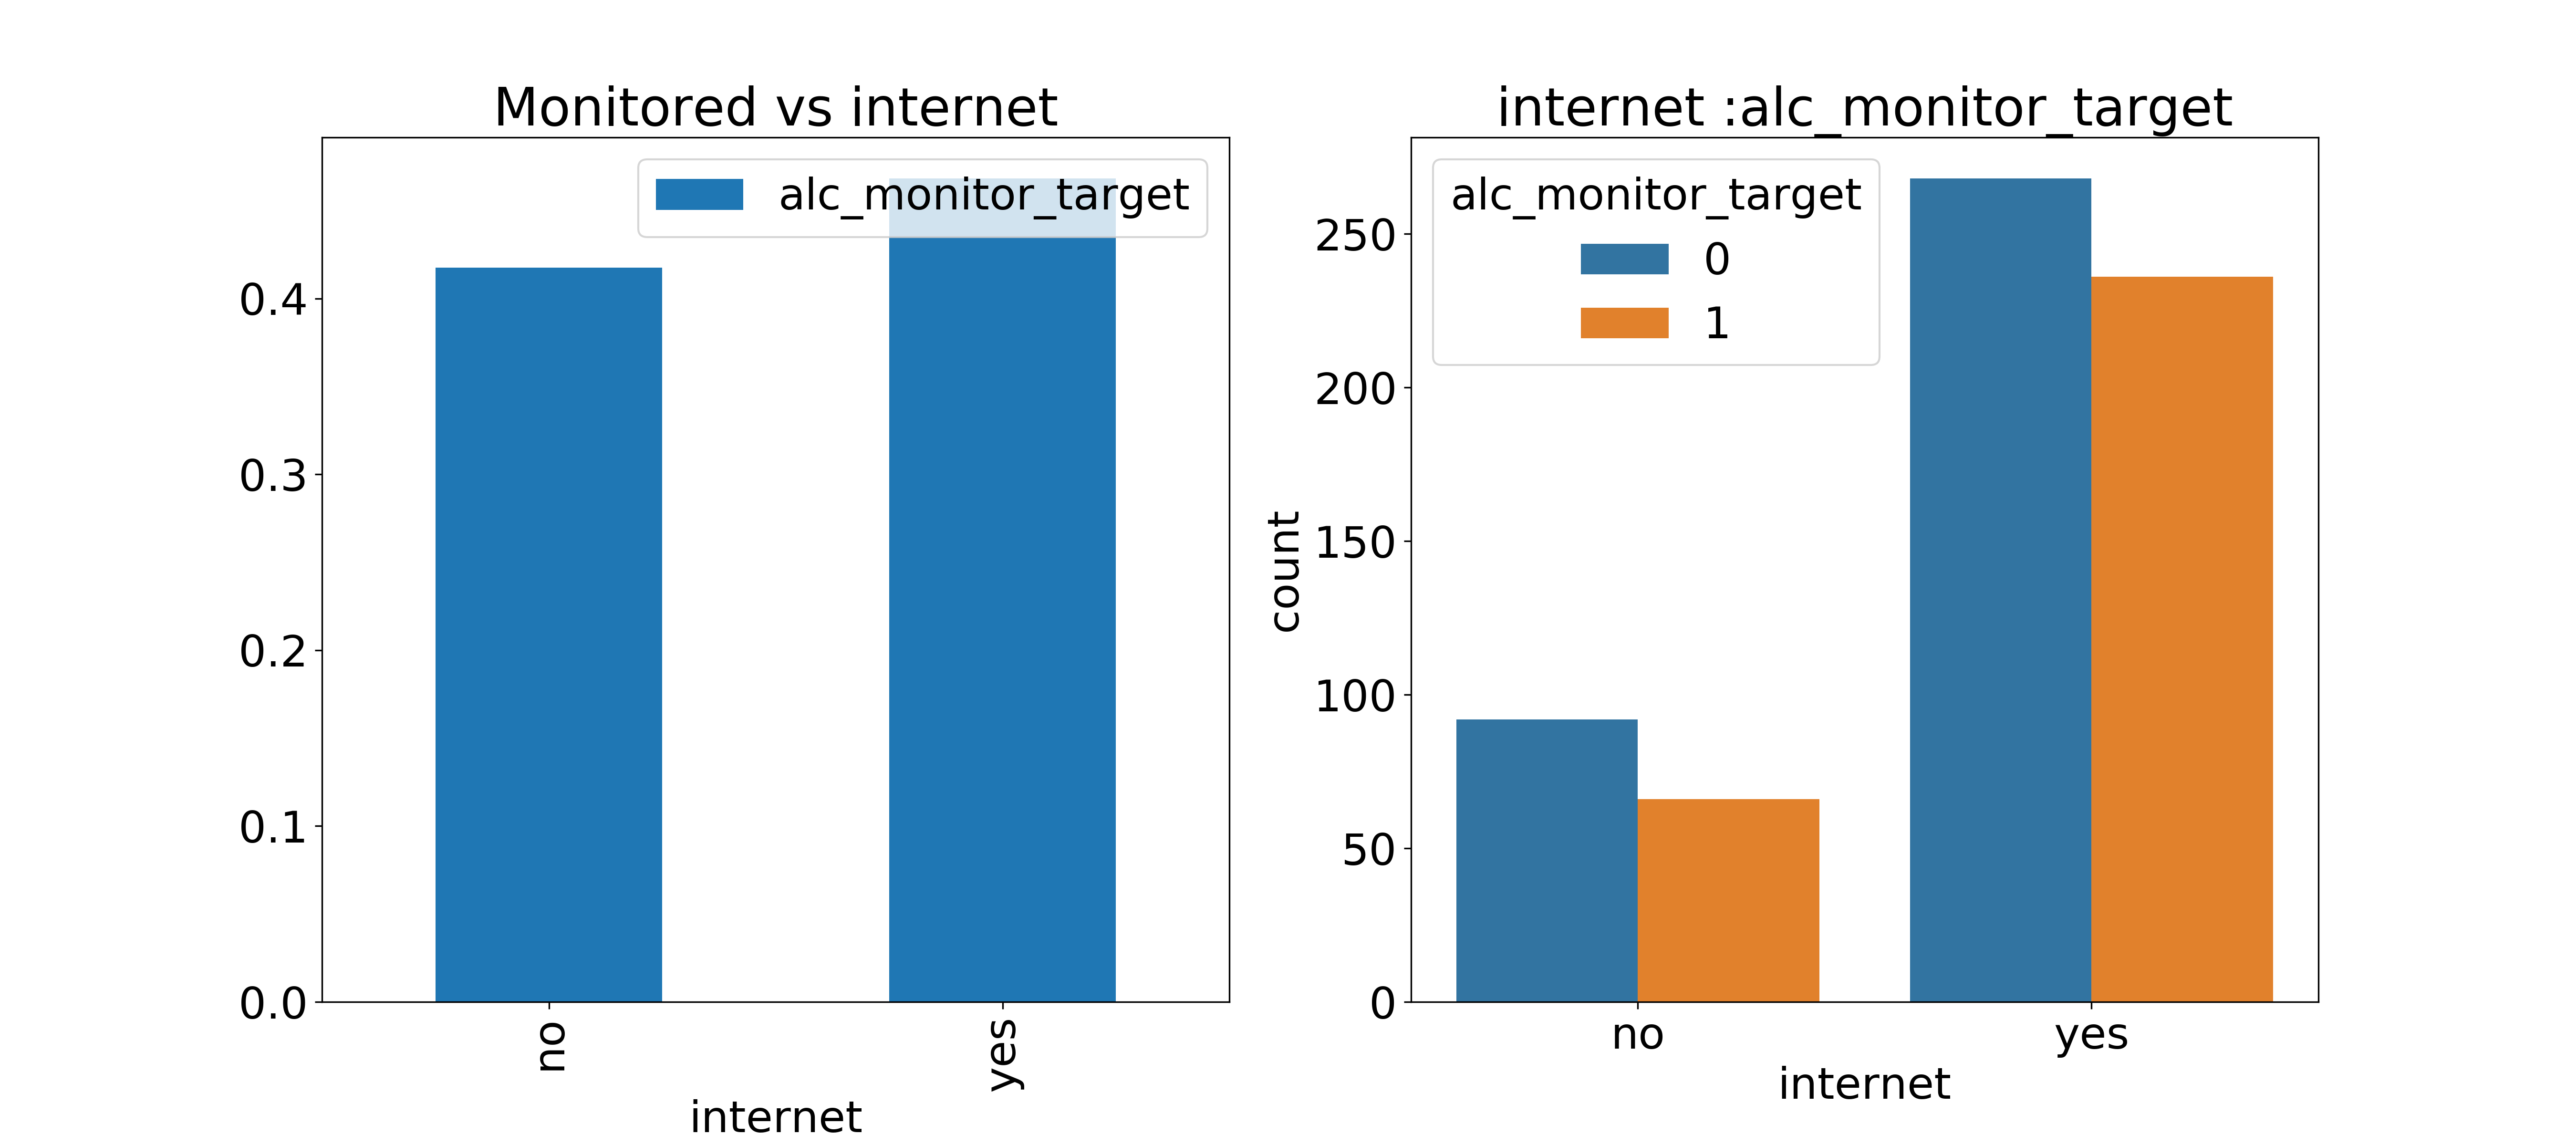 Monitored vs internet
alc_monitor_target
0.4
0.3
0.2
0.1
0.0
no
yes
internet
internet :alc_monitor_target
alc_monitor_target
0
1
250
200
150
100
50
0
count
no
yes
internet